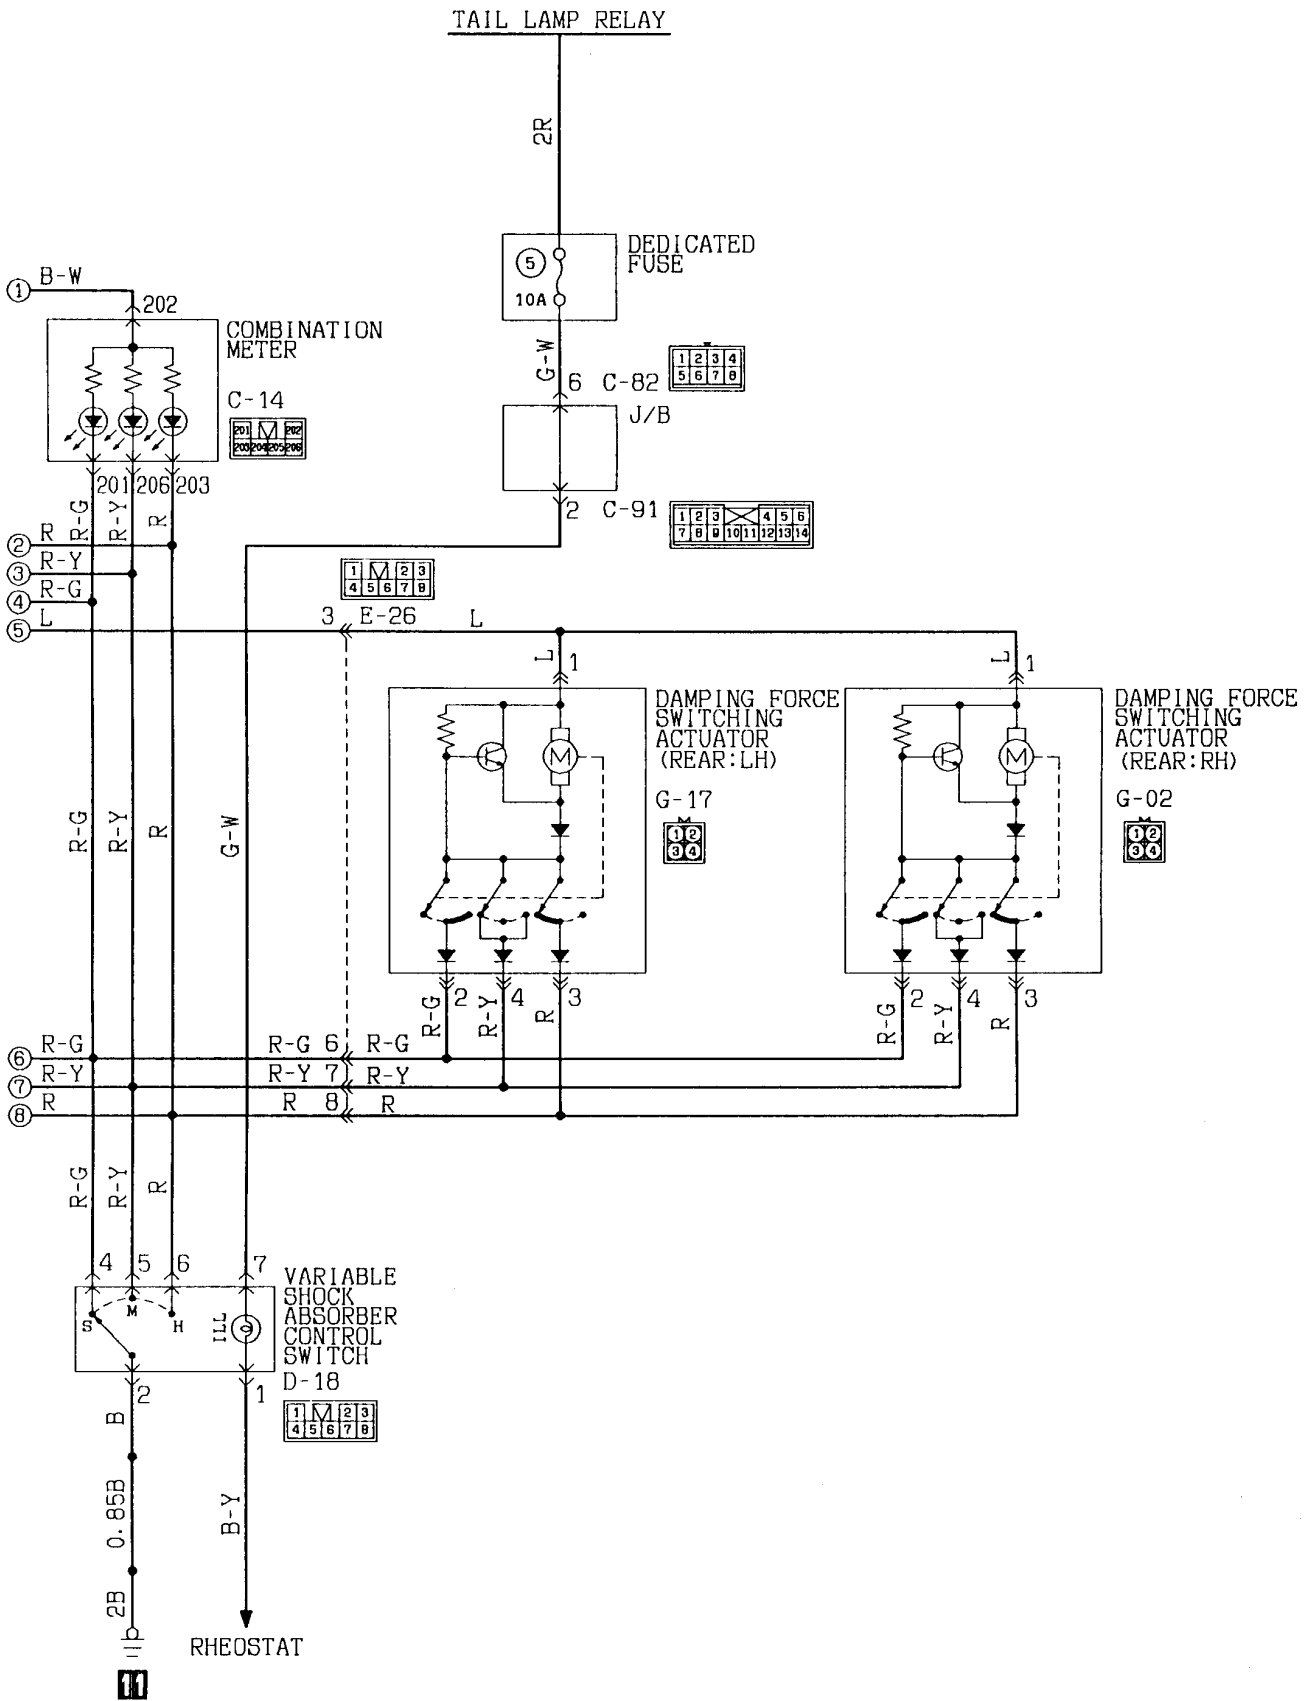 TAIL LAMP RELAY
2R
DEDICATED
FUSE
5
10A
1 B-W
202
COMBINATION
METER
C-14
201 202
203 204 205 206
G-W
6 C-82
1 2 3 4
5 6 7 8
J/B
2 C-91
1 2 3 4 5 6
7 8 9 10 11 12 13 14
201 206 203
R-G R-Y R
2 R
3 R-Y
4 R-G
5 L
1 2 3
4 5 6 7 8
3 E-26 L
L 1
L 1
DAMPING FORCE
SWITCHING
ACTUATOR
(REAR:LH)
G-17
1 2
3 4
M
DAMPING FORCE
SWITCHING
ACTUATOR
(REAR:RH)
G-02
1 2
3 4
M
R-G R-Y R G-W
2 4 3
R-G R-Y R
2 4 3
R-G R-Y R
6 R-G R-G 6 R-G
7 R-Y R-Y 7 R-Y
8 R R 8 R
R-G R-Y R
4 5 6 7
S M H
ILL
VARIABLE
SHOCK
ABSORBER
CONTROL
SWITCH
D-18
1 2 3
4 5 6 7 8
2 1
B
0.85B
B-Y
2B
RHEOSTAT
11